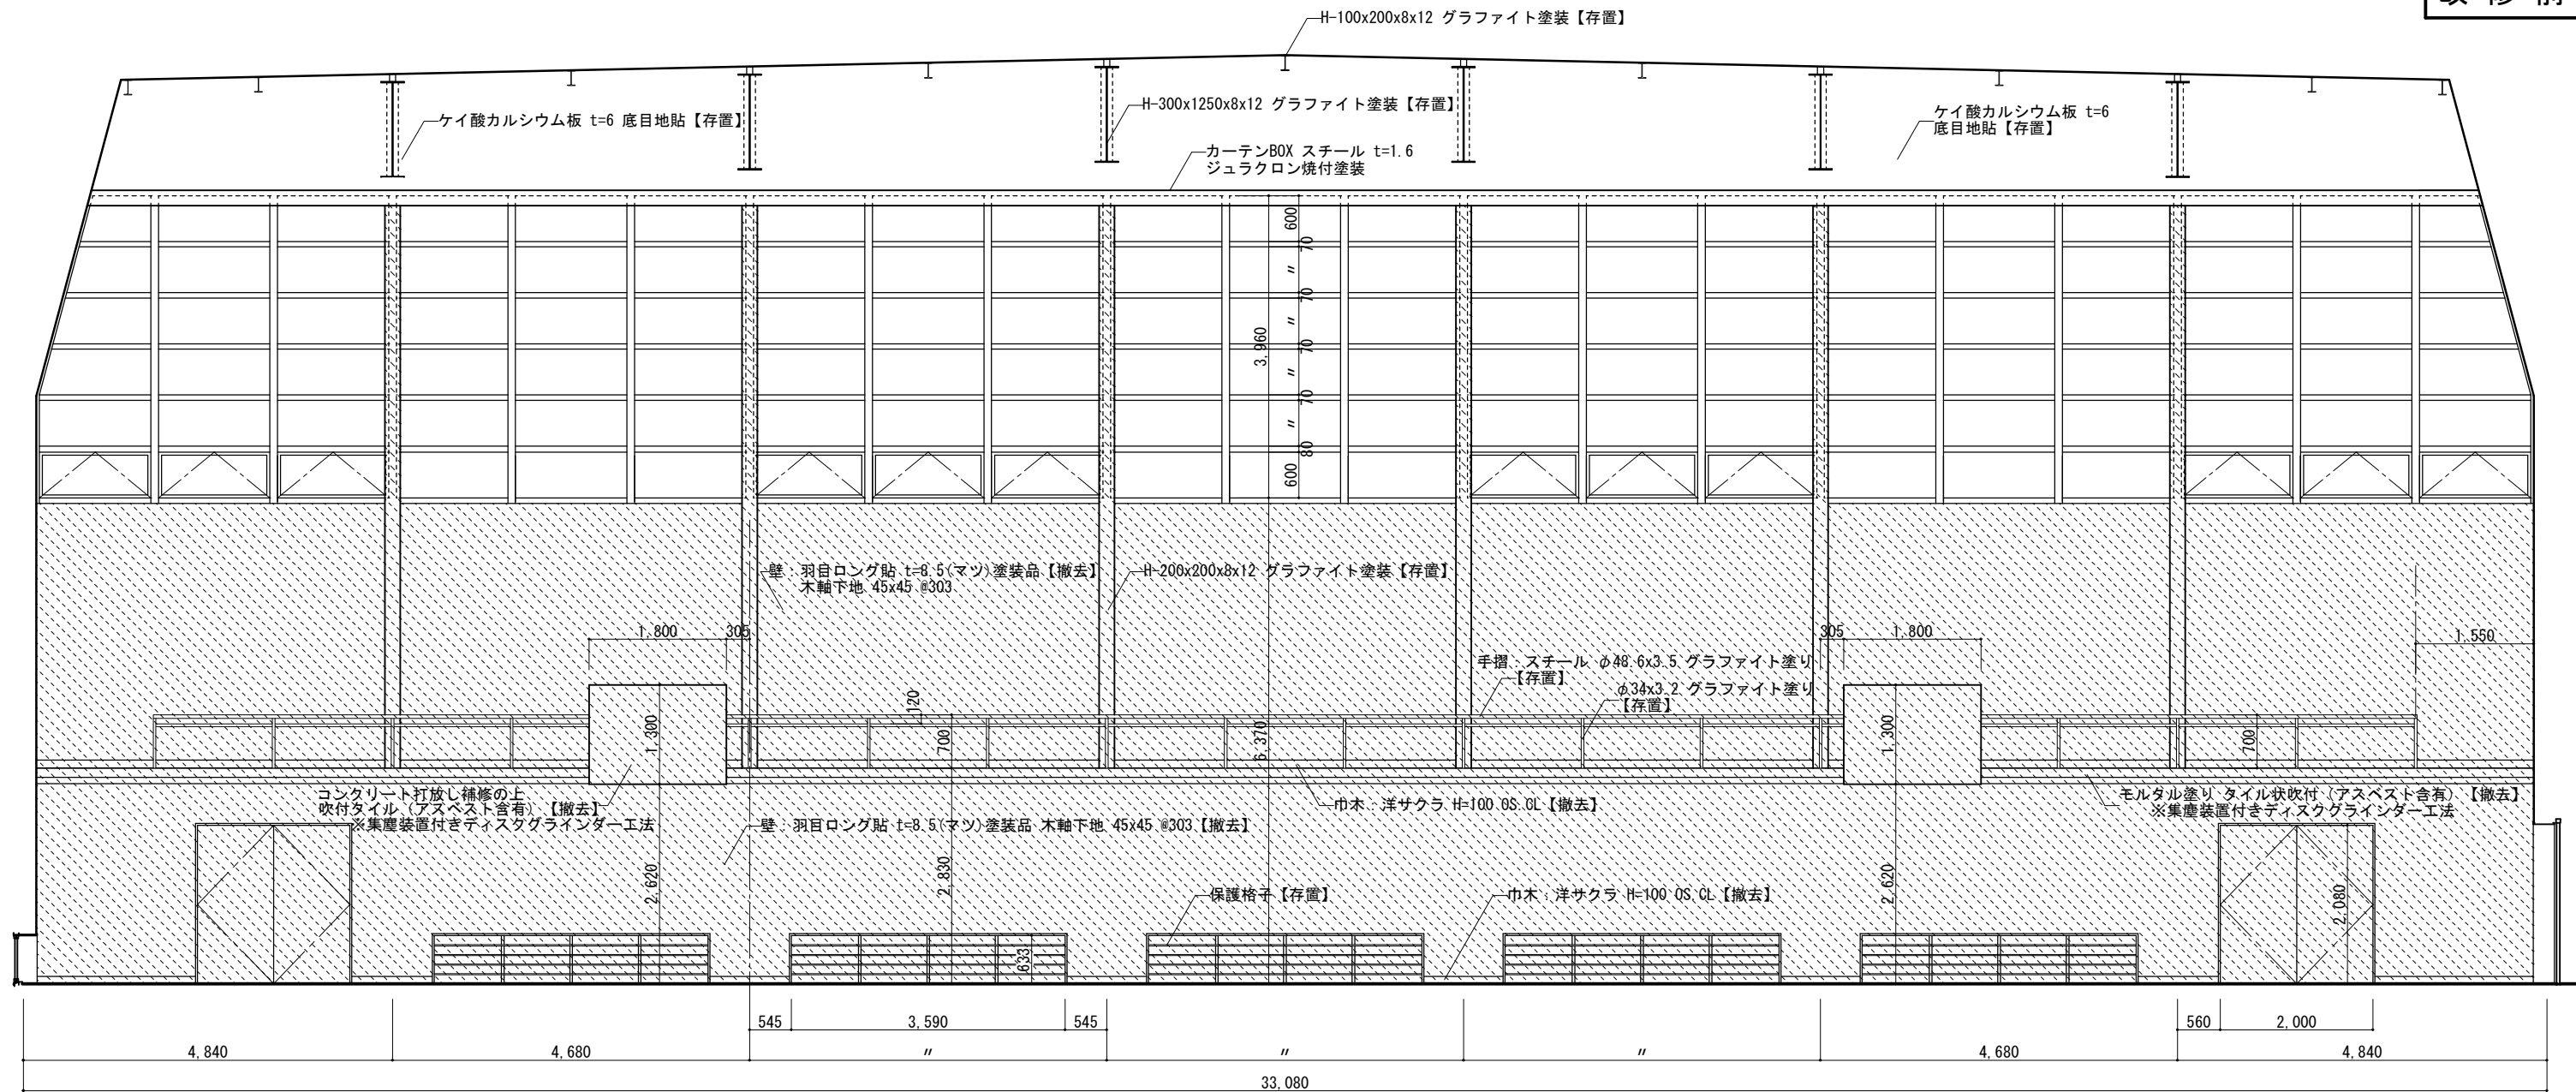 H-100x200x8x12 グラファイト塗装【存置】
H-300x1250x8x12 グラファイト塗装【存置】
ケイ酸カルシウム板 t=6 底目地貼【存置】
ケイ酸カルシウム板 t=6
底目地貼【存置】
カーテンBOX スチール t=1.6
ジュラクロン焼付塗装
600
70
〃
70
〃
70
〃
70
〃
80
600
3,960
壁：羽目ロング貼 t=8.5(マツ)塗装品【撤去】
木軸下地 45x45 @303
H-200x200x8x12 グラファイト塗装【存置】
1,800
305
305
1,800
1,550
手摺：スチール φ48.6x3.5 グラファイト塗り
【存置】
φ34x3.2 グラファイト塗り
【存置】
120
1,300
700
6,370
1,300
700
コンクリート打放し補修の上
吹付タイル（アスベスト含有）【撤去】
※集塵装置付きディスクグラインダー工法
巾木：洋サクラ H=100 OS.CL【撤去】
モルタル塗り タイル状吹付（アスベスト含有）【撤去】
※集塵装置付きディスクグラインダー工法
壁：羽目ロング貼 t=8.5(マツ)塗装品 木軸下地 45x45 @303【撤去】
2,620
2,830
2,620
2,080
保護格子【存置】
巾木：洋サクラ H=100 OS.CL【撤去】
633
545
3,590
545
560
2,000
4,840
4,680
〃
〃
〃
4,680
4,840
33,080